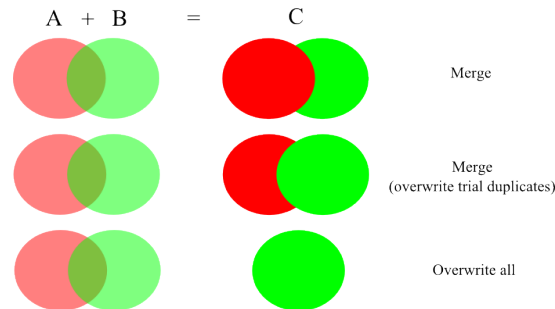 A + B = C
Merge
Merge
(overwrite trial duplicates)
Overwrite all